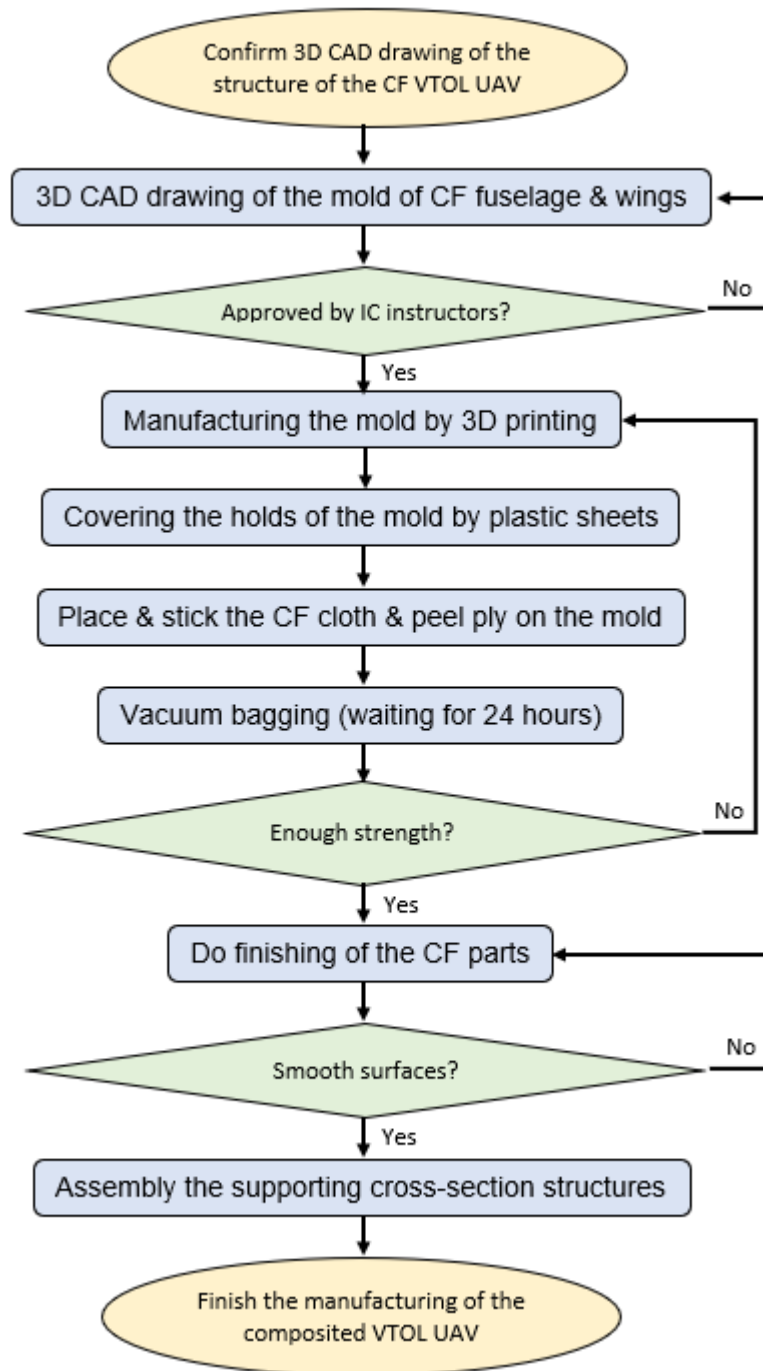 Confirm 3D CAD drawing of the
structure of the CF VTOL UAV
3D CAD drawing of the mold of CF fuselage & wings
Approved by IC instructors?
No
Yes
Manufacturing the mold by 3D printing
Covering the holds of the mold by plastic sheets
Place & stick the CF cloth & peel ply on the mold
Vacuum bagging (waiting for 24 hours)
No
Enough strength?
Yes
Do finishing of the CF parts
No
Smooth surfaces?
Yes
Assembly the supporting cross-section structures
Finish the manufacturing of the
composited VTOL UAV